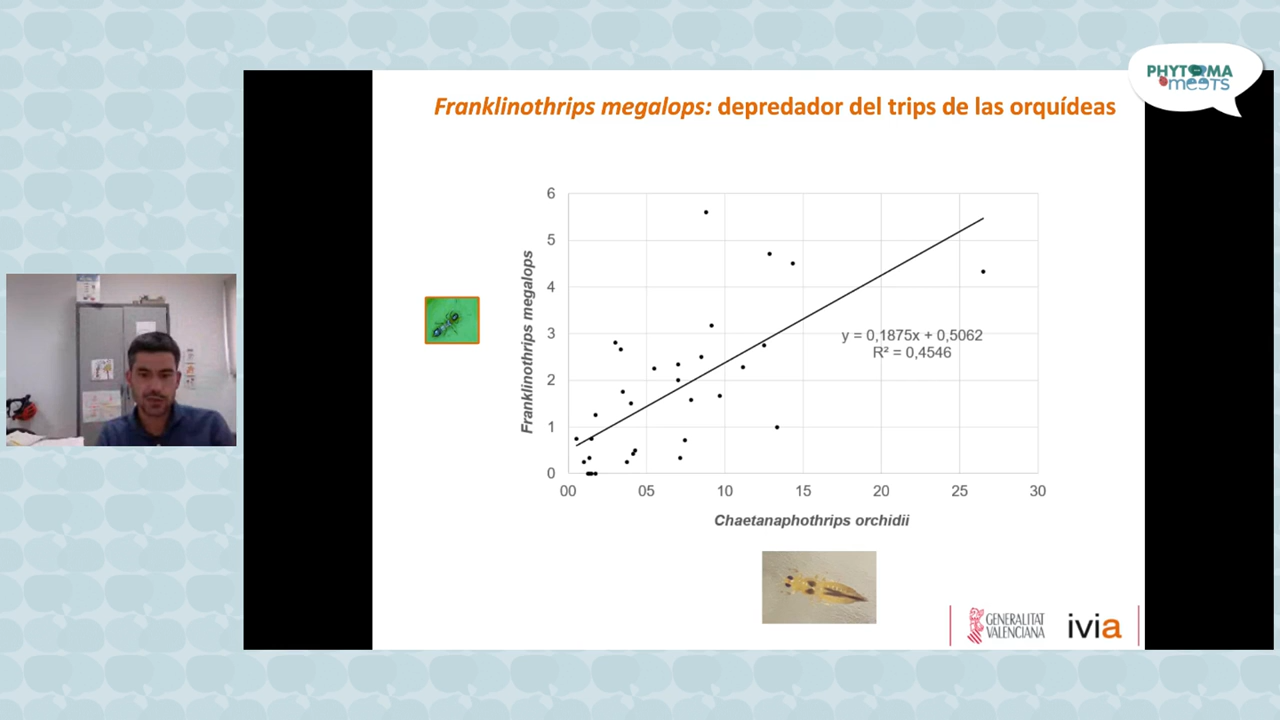 PHYTOMA
meets
Franklinothrips megalops: depredador del trips de las orquídeas
6
5
4
3
2
1
0
Franklinothrips megalops
y = 0,1875x + 0,5062
R² = 0,4546
00 05 10 15 20 25 30
Chaetanaphothrips orchidii
GENERALITAT
VALENCIANA
ivia